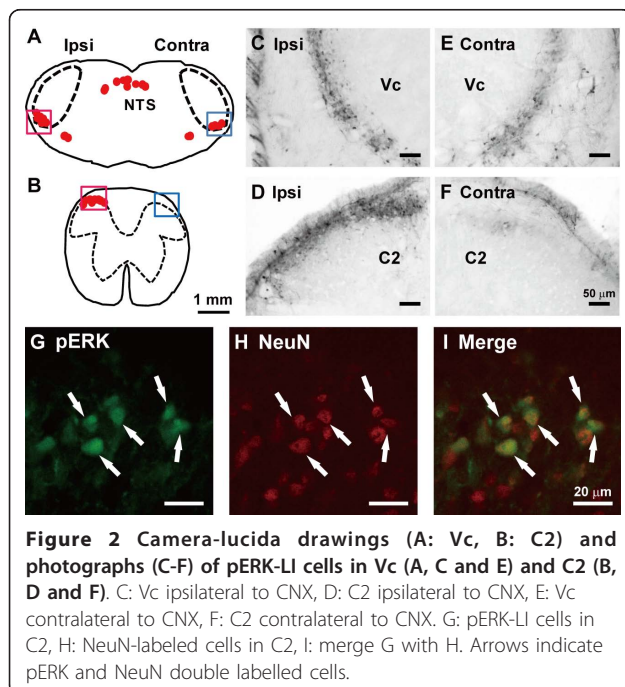 A Ipsi Contra
NTS
B
1 mm
C Ipsi
Vc
E Contra
Vc
D Ipsi
C2
F Contra
C2
50 μm
G pERK
H NeuN
I Merge
20 μm
Figure 2 Camera-lucida drawings (A: Vc, B: C2) and
photographs (C-F) of pERK-LI cells in Vc (A, C and E) and C2 (B,
D and F). C: Vc ipsilateral to CNX, D: C2 ipsilateral to CNX, E: Vc
contralateral to CNX, F: C2 contralateral to CNX. G: pERK-LI cells in
C2, H: NeuN-labeled cells in C2, I: merge G with H. Arrows indicate
pERK and NeuN double labelled cells.